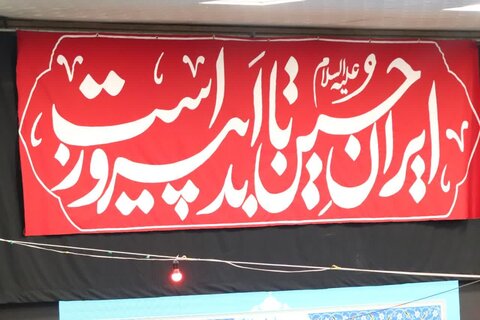 ایران حسین علیه‌السلام تا ابد پیروز است